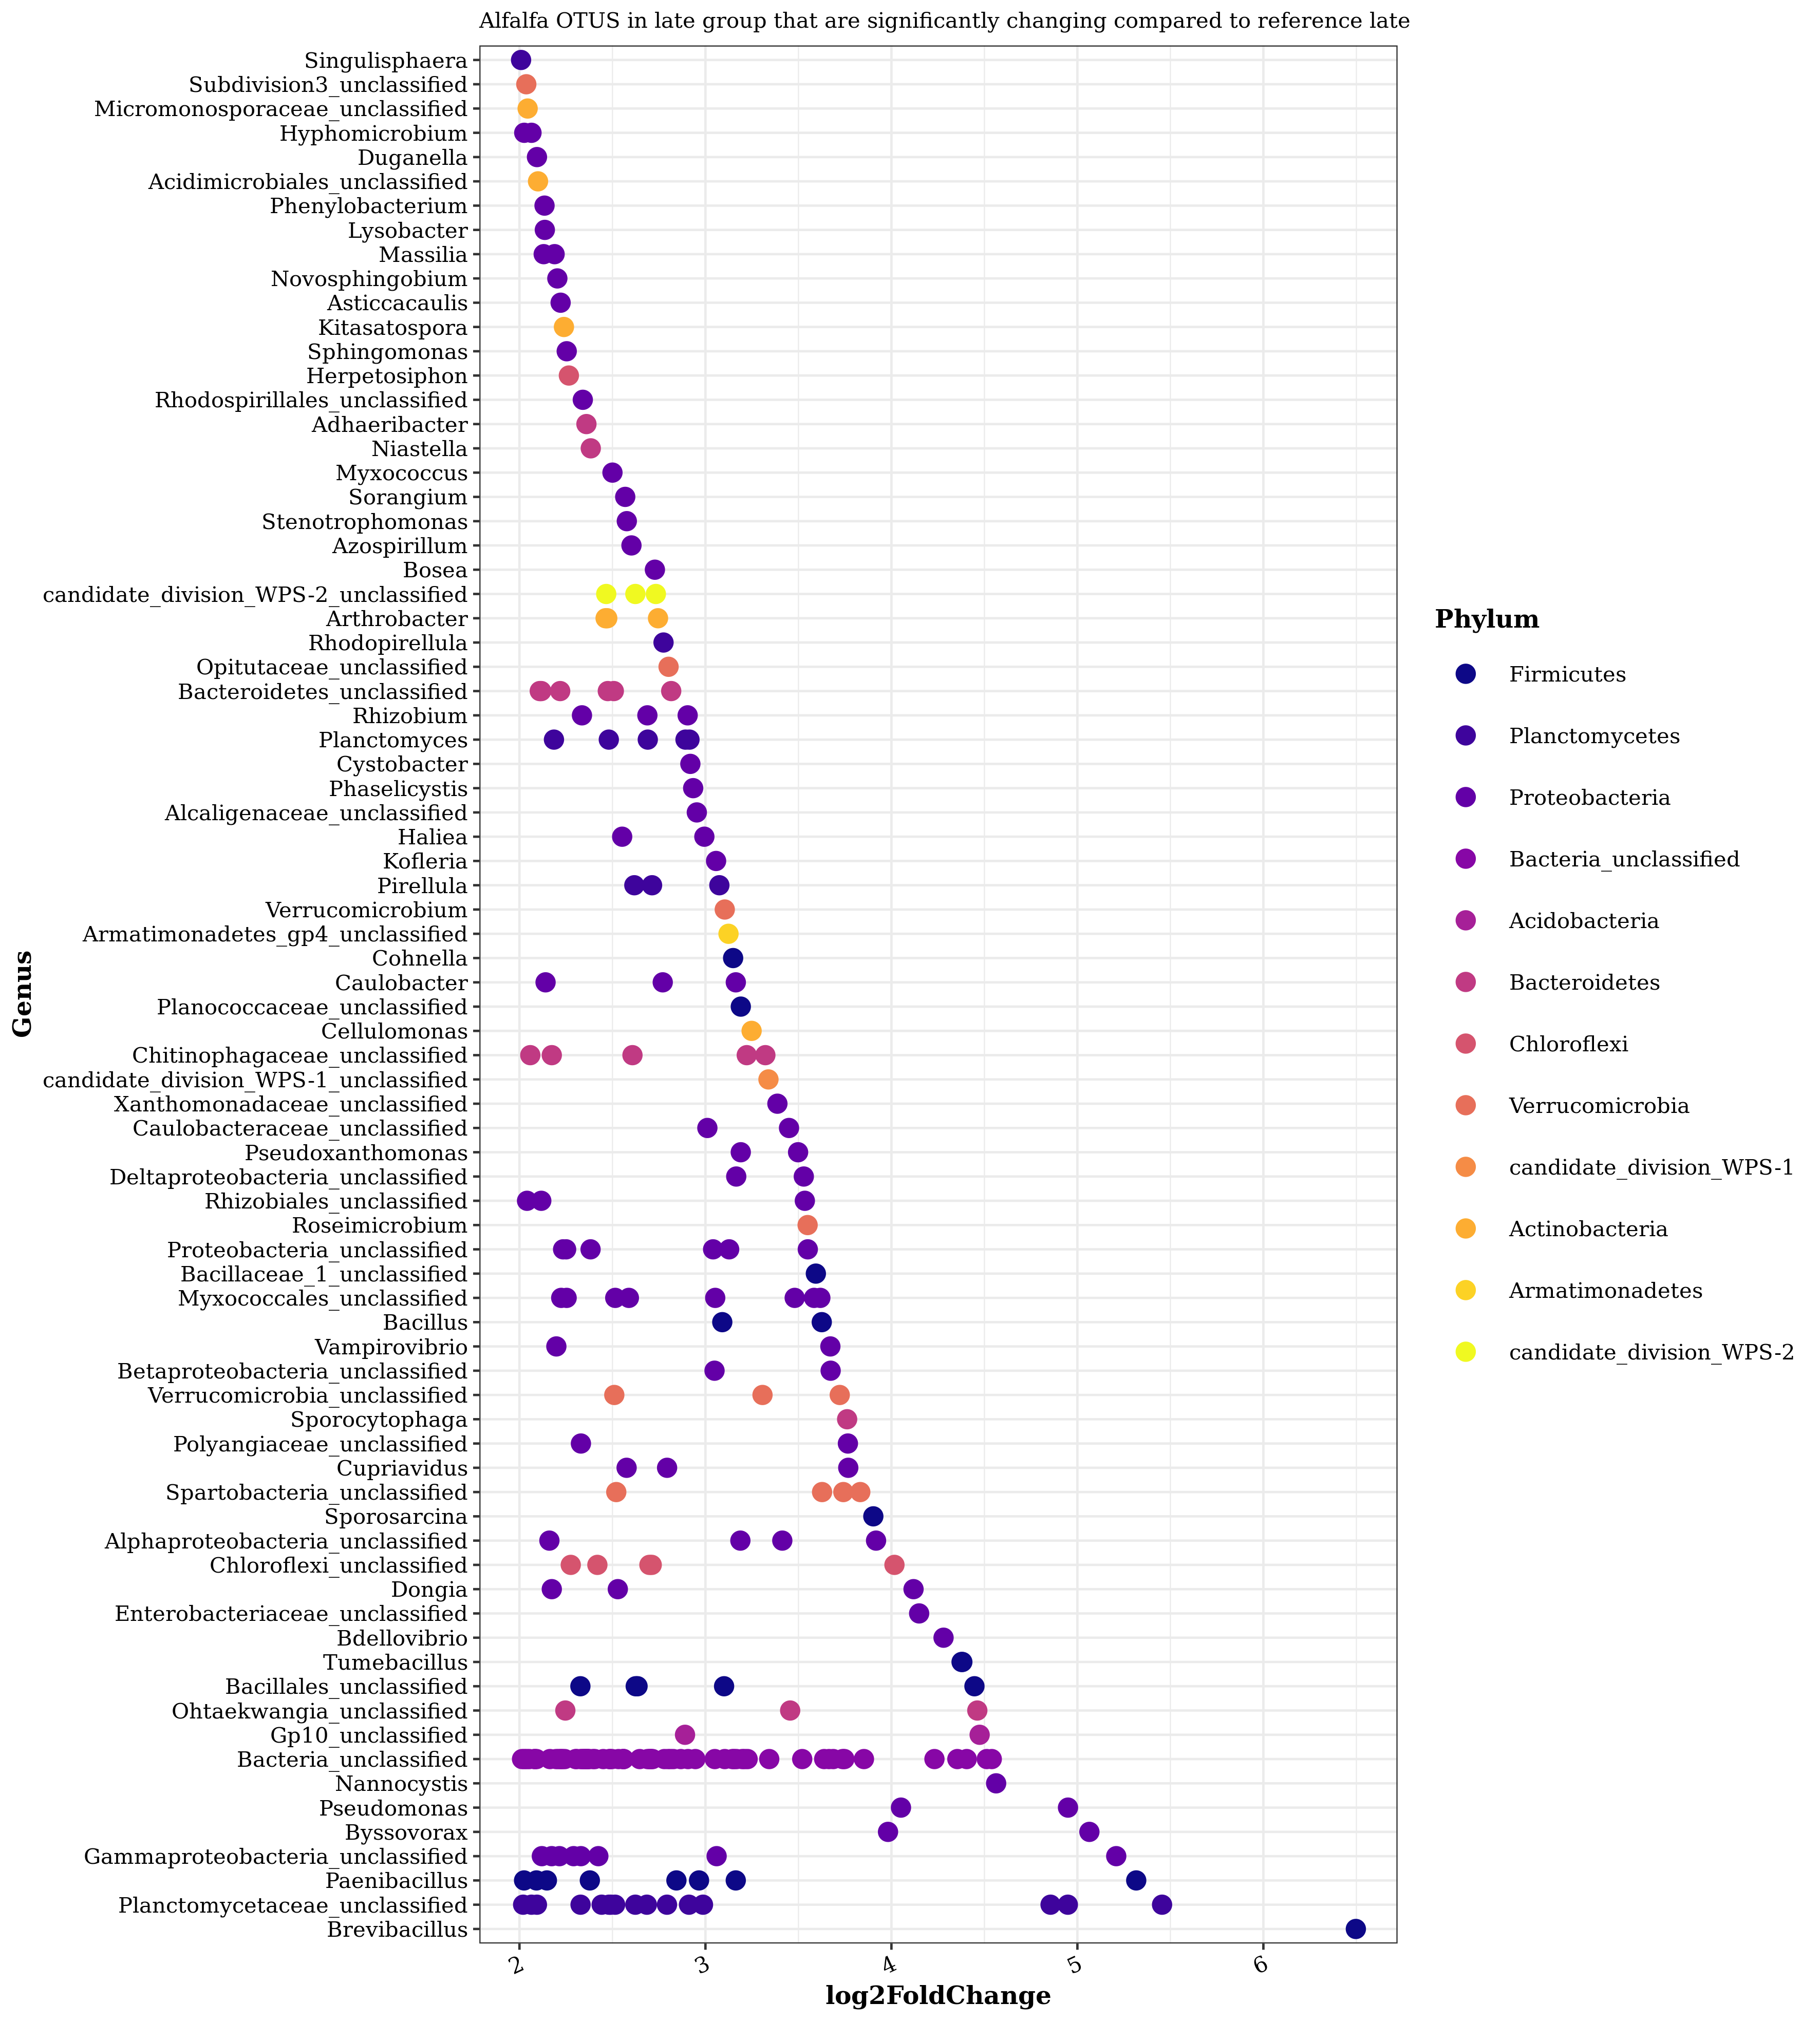 Alfalfa OTUS in late group that are significantly changing compared to reference late
Singulisphaera
Subdivision3_unclassified
Micromonosporaceae_unclassified
Hyphomicrobium
Duganella
Acidimicrobiales_unclassified
Phenylobacterium
Lysobacter
Massilia
Novosphingobium
Asticcacaulis
Kitasatospora
Sphingomonas
Herpetosiphon
Rhodospirillales_unclassified
Adhaeribacter
Niastella
Myxococcus
Sorangium
Stenotrophomonas
Azospirillum
Bosea
candidate_division_WPS-2_unclassified
Arthrobacter
Rhodopirellula
Opitutaceae_unclassified
Bacteroidetes_unclassified
Rhizobium
Planctomyces
Cystobacter
Phaselicystis
Alcaligenaceae_unclassified
Haliea
Kofleria
Pirellula
Verrucomicrobium
Armatimonadetes_gp4_unclassified
Cohnella
Caulobacter
Planococcaceae_unclassified
Cellulomonas
Chitinophagaceae_unclassified
candidate_division_WPS-1_unclassified
Xanthomonadaceae_unclassified
Caulobacteraceae_unclassified
Pseudoxanthomonas
Deltaproteobacteria_unclassified
Rhizobiales_unclassified
Roseimicrobium
Proteobacteria_unclassified
Bacillaceae_1_unclassified
Myxococcales_unclassified
Bacillus
Vampirovibrio
Betaproteobacteria_unclassified
Verrucomicrobia_unclassified
Sporocytophaga
Polyangiaceae_unclassified
Cupriavidus
Spartobacteria_unclassified
Sporosarcina
Alphaproteobacteria_unclassified
Chloroflexi_unclassified
Dongia
Enterobacteriaceae_unclassified
Bdellovibrio
Tumebacillus
Bacillales_unclassified
Ohtaekwangia_unclassified
Gp10_unclassified
Bacteria_unclassified
Nannocystis
Pseudomonas
Byssovorax
Gammaproteobacteria_unclassified
Paenibacillus
Planctomycetaceae_unclassified
Brevibacillus
Genus
2
3
4
5
6
log2FoldChange
Phylum
Firmicutes
Planctomycetes
Proteobacteria
Bacteria_unclassified
Acidobacteria
Bacteroidetes
Chloroflexi
Verrucomicrobia
candidate_division_WPS-1
Actinobacteria
Armatimonadetes
candidate_division_WPS-2